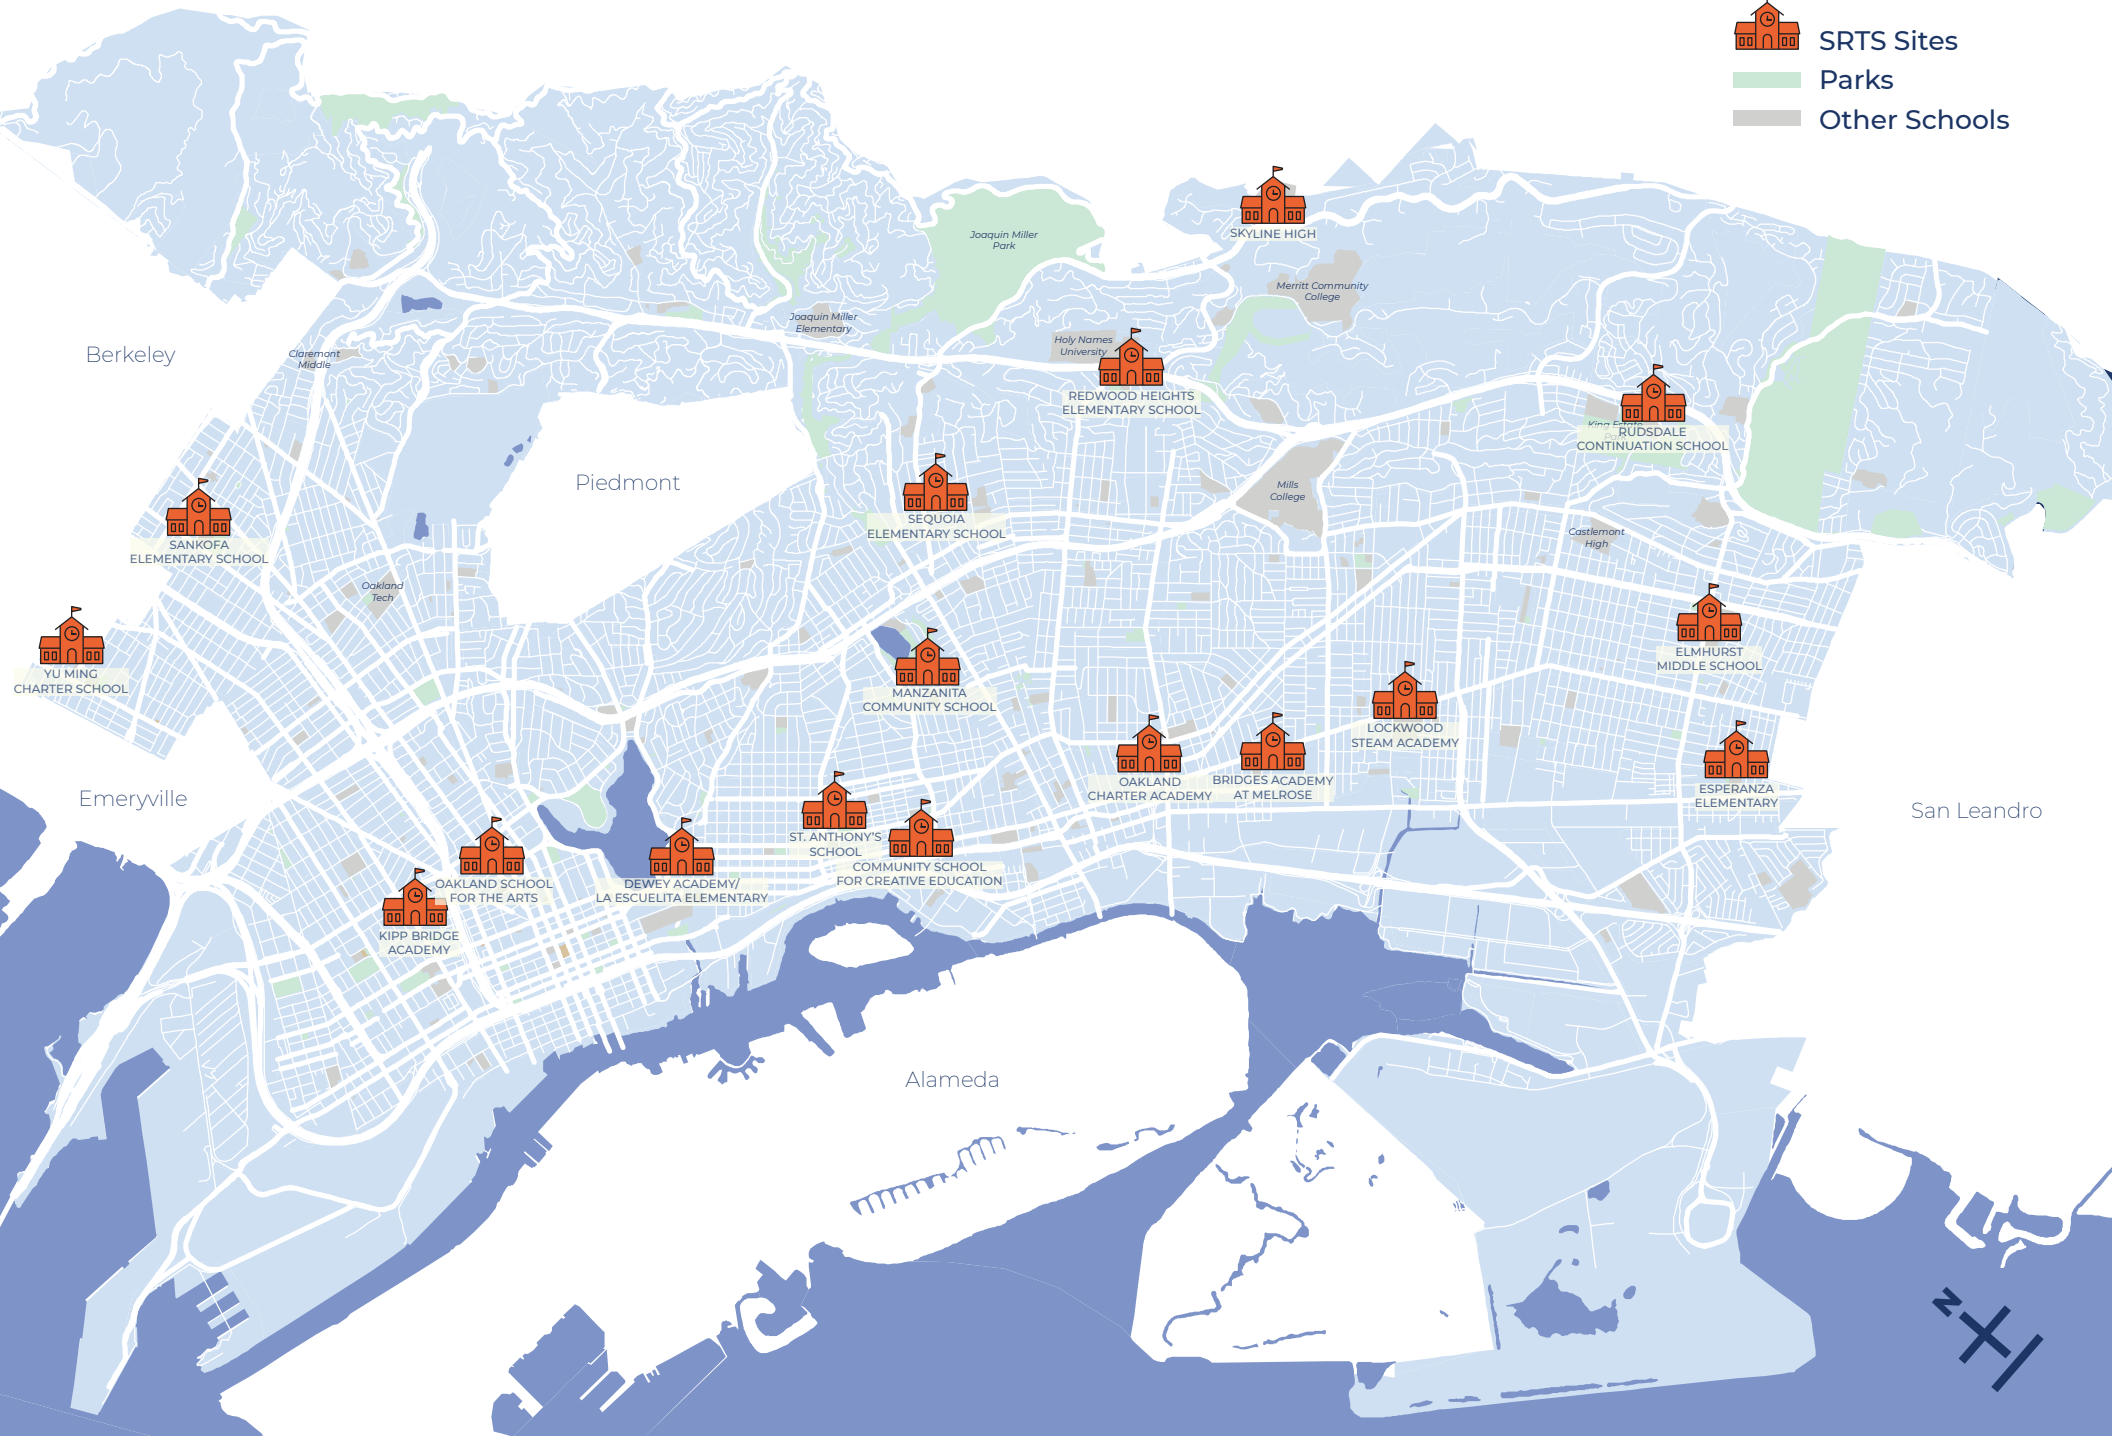 SRTS Sites
Parks
Other Schools
SKYLINE HIGH
Joaquin Miller
Park
Merritt Community
College
Joaquin Miller
Elementary
Holy Names
University
Berkeley
Claremont
Middle
REDWOOD HEIGHTS
ELEMENTARY SCHOOL
King Estate
RUDSDALE
CONTINUATION SCHOOL
Piedmont
Mills
College
SEQUOIA
ELEMENTARY SCHOOL
Castlemont
High
SANKOFA
ELEMENTARY SCHOOL
Oakland
Tech
ELMHURST
MIDDLE SCHOOL
YU MING
CHARTER SCHOOL
MANZANITA
COMMUNITY SCHOOL
LOCKWOOD
STEAM ACADEMY
OAKLAND
CHARTER ACADEMY
BRIDGES ACADEMY
AT MELROSE
ESPERANZA
ELEMENTARY
Emeryville
San Leandro
ST. ANTHONY'S
SCHOOL
COMMUNITY SCHOOL
FOR CREATIVE EDUCATION
OAKLAND SCHOOL
FOR THE ARTS
DEWEY ACADEMY/
LA ESCUELITA ELEMENTARY
KIPP BRIDGE
ACADEMY
Alameda
N